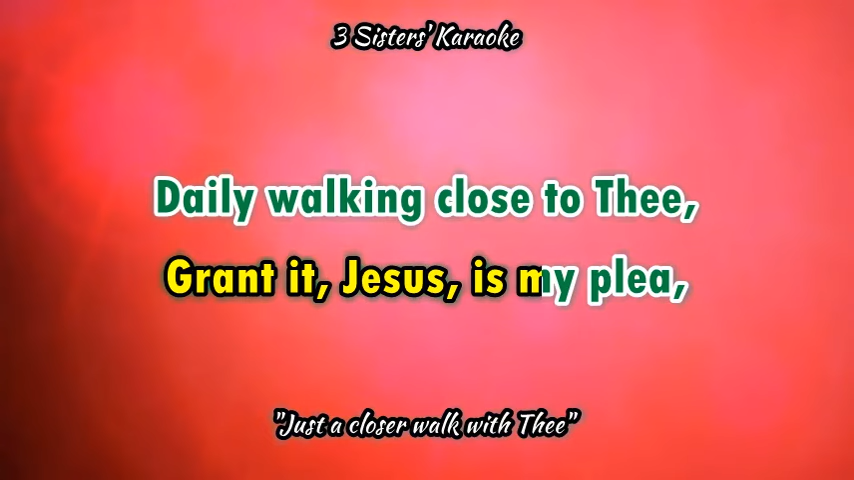 3 Sisters' Karaoke
Daily walking close to Thee,
Grant it, Jesus, is my plea,
"Just a closer walk with Thee"